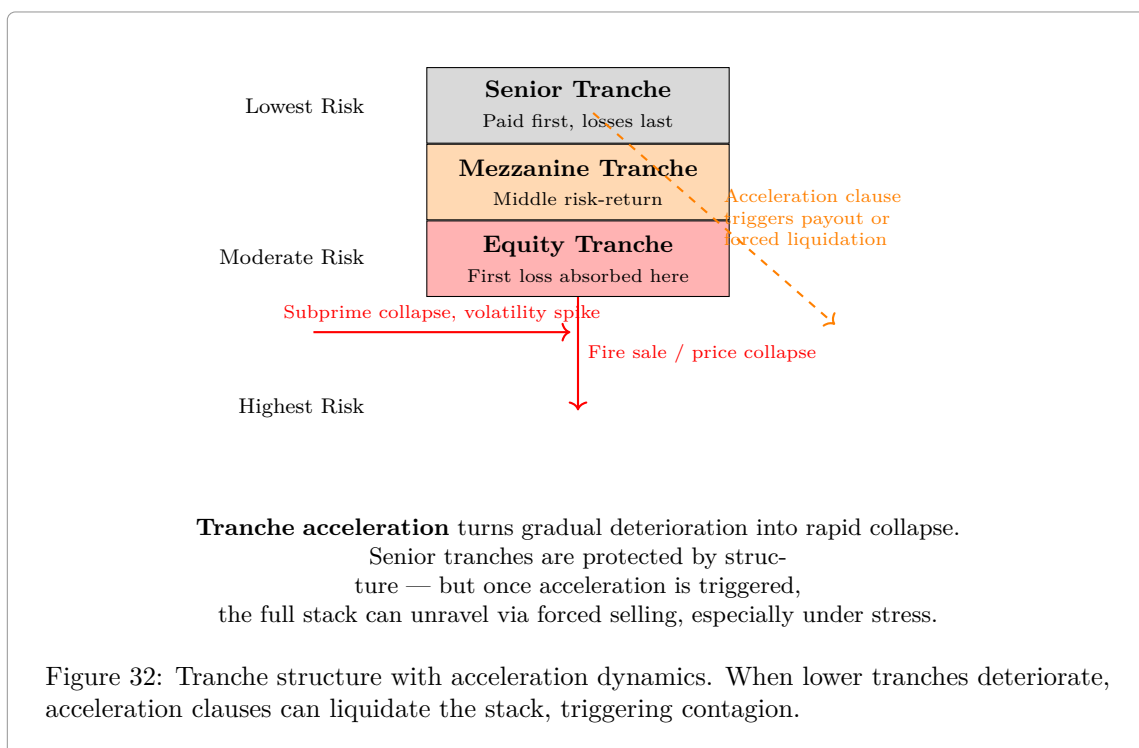 Lowest Risk
Senior Tranche
Paid first, losses last
Mezzanine Tranche
Middle risk-return
Acceleration clause
triggers payout or
forced liquidation
Moderate Risk
Equity Tranche
First loss absorbed here
Subprime collapse, volatility spike
Fire sale / price collapse
Highest Risk
Tranche acceleration turns gradual deterioration into rapid collapse.
Senior tranches are protected by struc-
ture — but once acceleration is triggered,
the full stack can unravel via forced selling, especially under stress.
Figure 32: Tranche structure with acceleration dynamics. When lower tranches deteriorate,
acceleration clauses can liquidate the stack, triggering contagion.